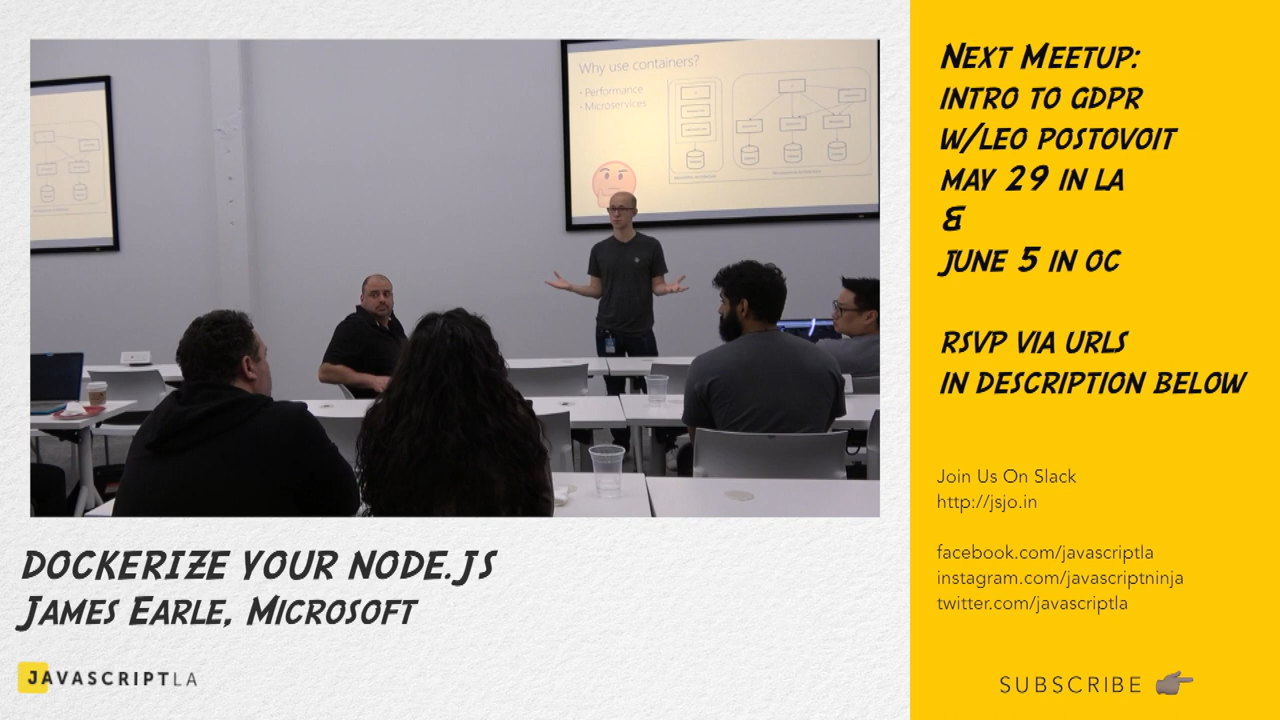 Why use containers?
• Performance
• Microservices
DOCKERIZE YOUR NODE.JS
JAMES EARLE, MICROSOFT
JAVASCRIPTLA
NEXT MEETUP:
INTRO TO GDPR
W/LEO POSTOVOIT
MAY 29 IN LA
&
JUNE 5 IN OC
RSVP VIA URLS
IN DESCRIPTION BELOW
Join Us On Slack
http://jsjo.in
facebook.com/javascriptla
instagram.com/javascriptninja
twitter.com/javascriptla
SUBSCRIBE